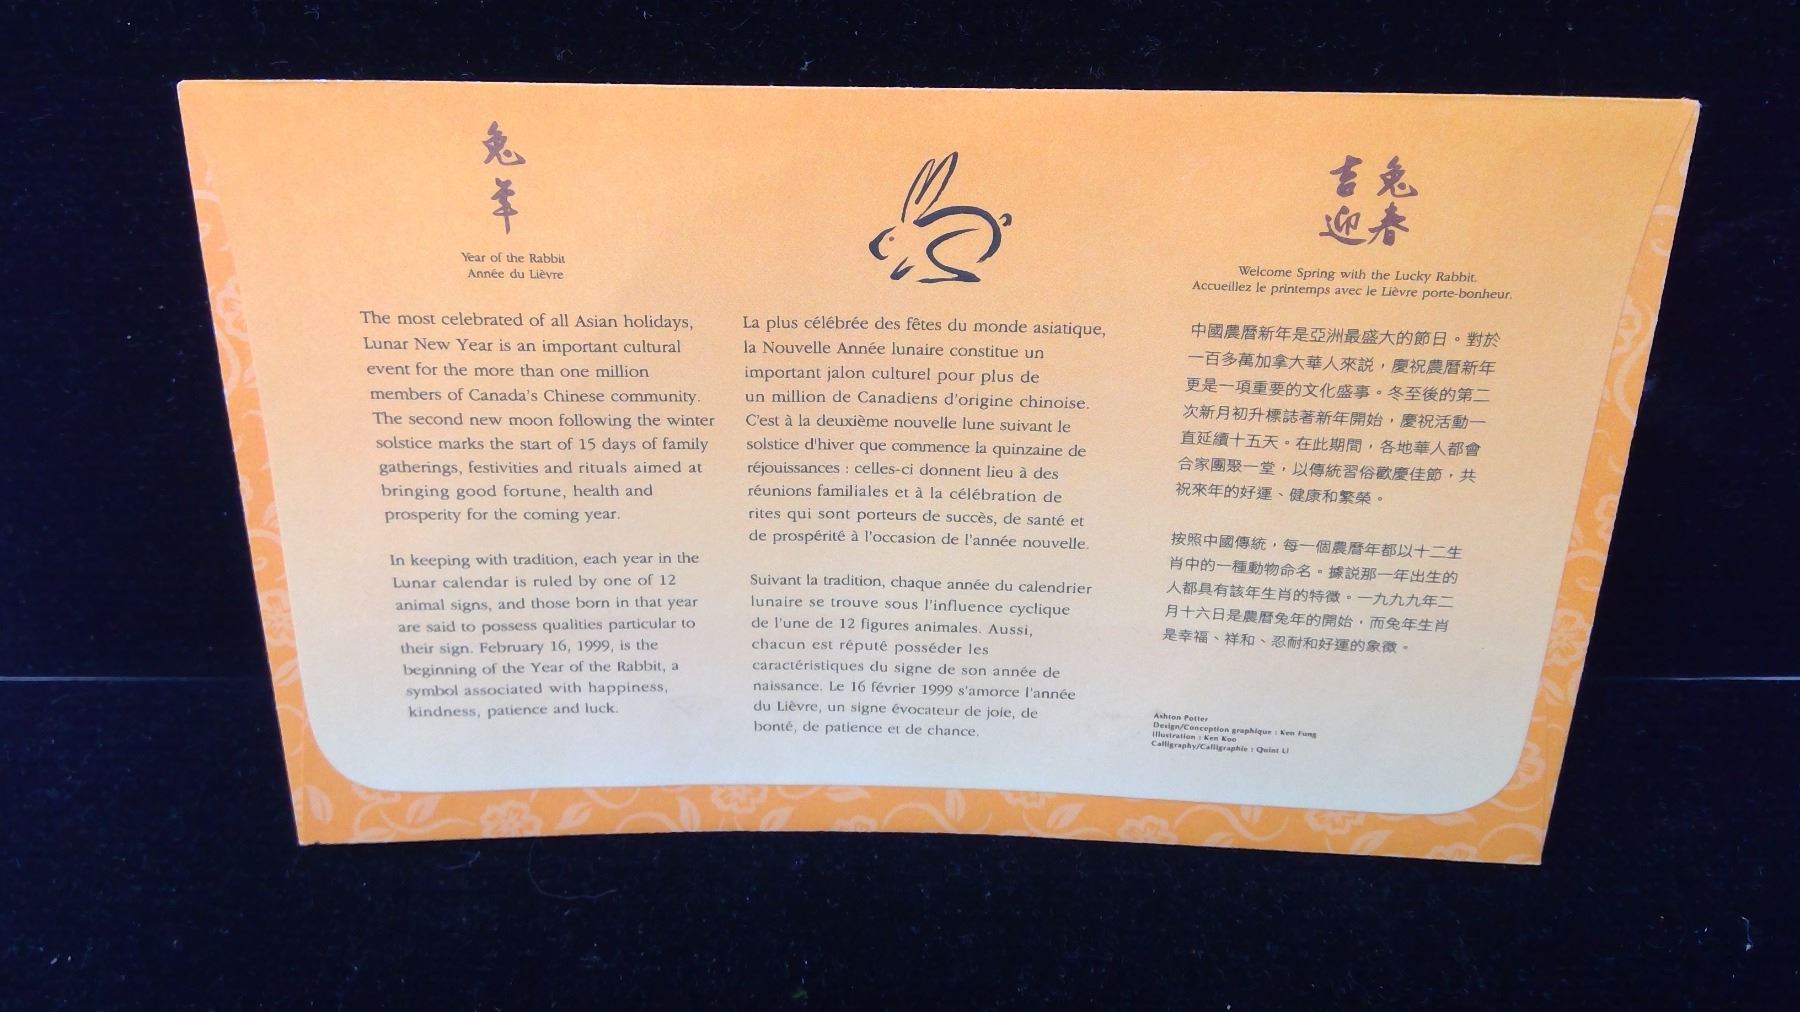 兔
年
Year of the Rabbit
Année du Lièvre
The most celebrated of all Asian holidays,
Lunar New Year is an important cultural
event for the more than one million
members of Canada's Chinese community.
The second new moon following the winter
solstice marks the start of 15 days of family
gatherings, festivities and rituals aimed at
bringing good fortune, health and
prosperity for the coming year.
In keeping with tradition, each year in the
Lunar calendar is ruled by one of 12
animal signs, and those born in that year
are said to possess qualities particular to
their sign. February 16, 1999, is the
beginning of the Year of the Rabbit, a
symbol associated with happiness,
kindness, patience and luck.
La plus célébrée des fêtes du monde asiatique,
la Nouvelle Année lunaire constitue un
important jalon culturel pour plus de
un million de Canadiens d'origine chinoise.
C'est à la deuxième nouvelle lune suivant le
solstice d'hiver que commence la quinzaine de
réjouissances : celles-ci donnent lieu à des
réunions familiales et à la célébration de
rites qui sont porteurs de succès, de santé et
de prospérité à l'occasion de l'année nouvelle.
Suivant la tradition, chaque année du calendrier
lunaire se trouve sous l'influence cyclique
de l'une de 12 figures animales. Aussi,
chacun est réputé posséder les
caractéristiques du signe de son année de
naissance. Le 16 février 1999 s'amorce l'année
du Lièvre, un signe évocateur de joie, de
bonté, de patience et de chance.
吉兔
迎春
Welcome Spring with the Lucky Rabbit.
Accueillez le printemps avec le Lièvre porte-bonheur.
中國農曆新年是亞洲最盛大的節日。對於
一百多萬加拿大華人來說，慶祝農曆新年
更是一項重要的文化盛事。冬至後的第二
次新月初升標誌著新年開始，慶祝活動一
直延續十五天。在此期間，各地華人都會
合家團聚一堂，以傳統習俗歡慶佳節，共
祝來年的好運、健康和繁榮。
按照中國傳統，每一個農曆年都以十二生
肖中的一種動物命名。據說那一年出生的
人都具有該年生肖的特徵。一九九九年二
月十六日是農曆兔年的開始，而兔年生肖
是幸福、祥和、忍耐和好運的象徵。
Ashton Potter
Design/Conception graphique : Ken Fung
Illustration : Ken Koo
Calligraphy/Calligraphie : Quint Li